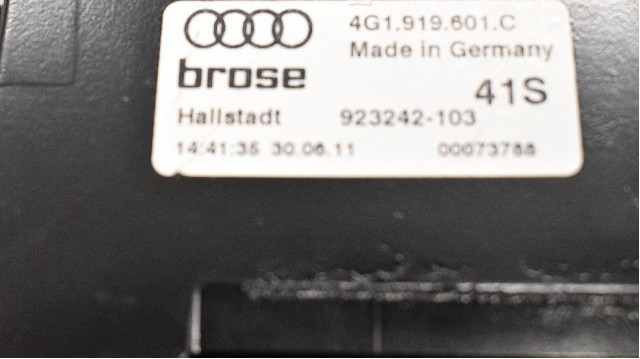 4G1.919.601.C
Made in Germany
brose
41S
Hallstadt 923242-103
14:41:35 30.06.11 00073788